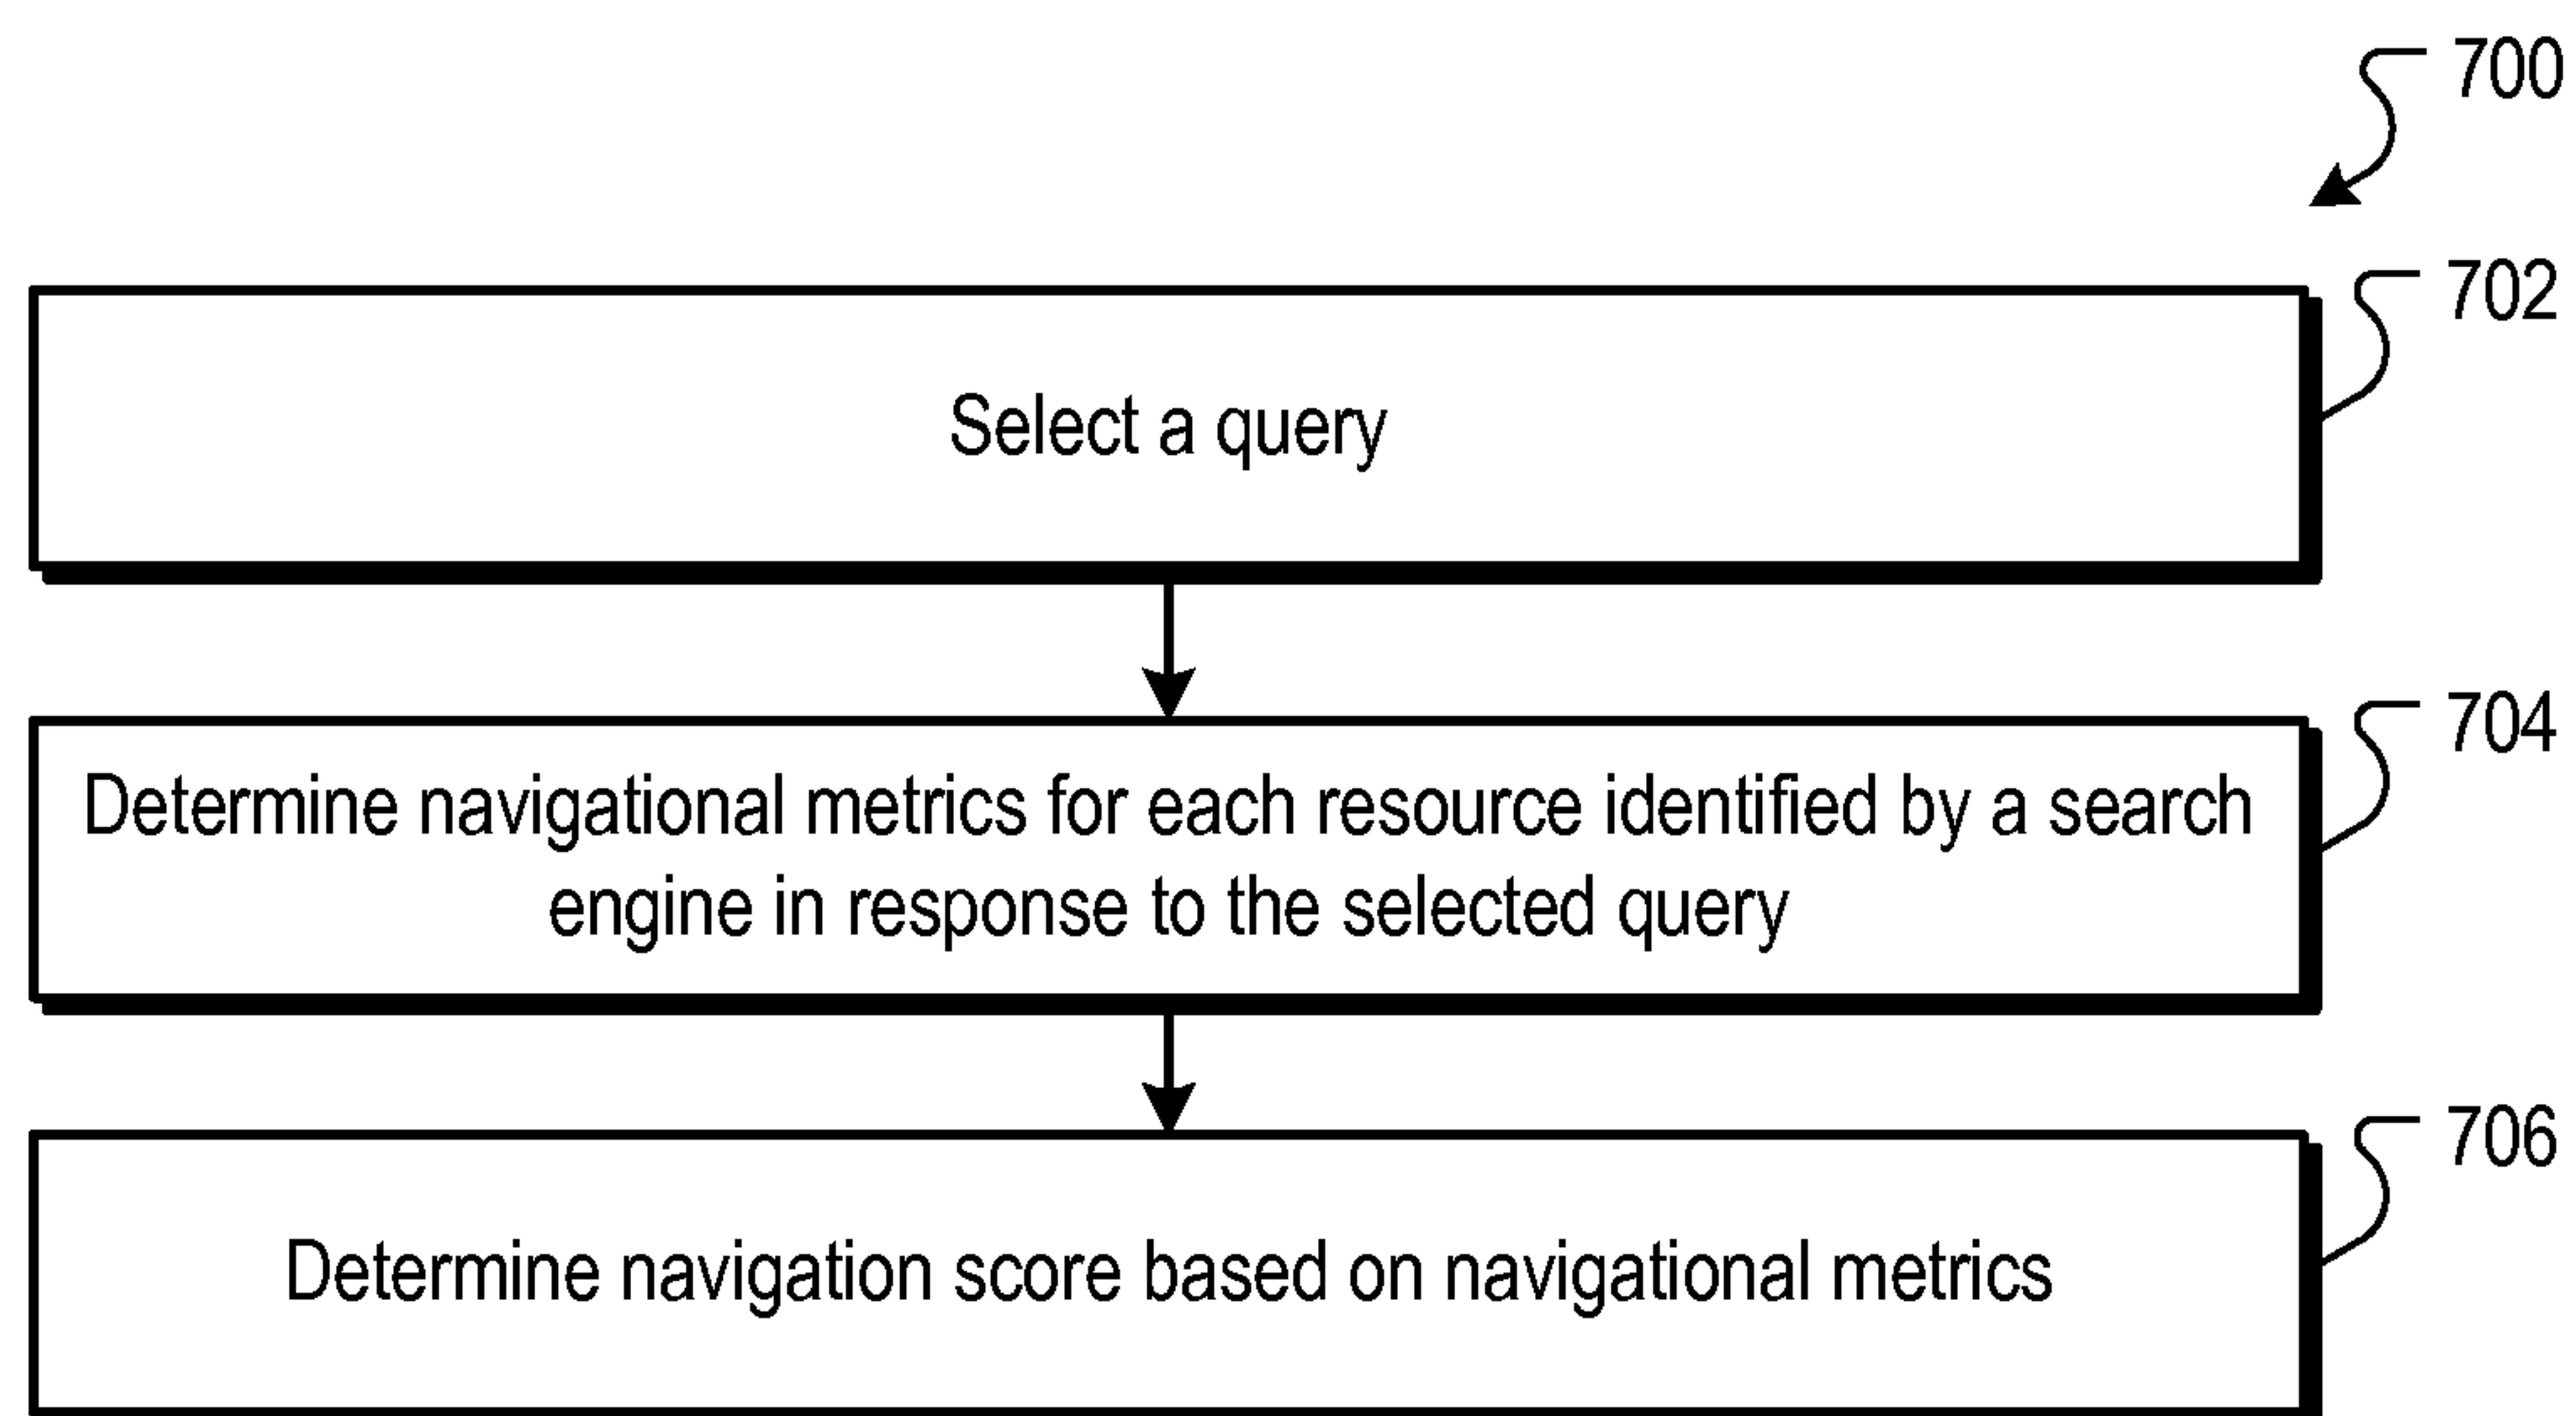 700
702
Select a query
704
Determine navigational metrics for each resource identified by a search
engine in response to the selected query
706
Determine navigation score based on navigational metrics